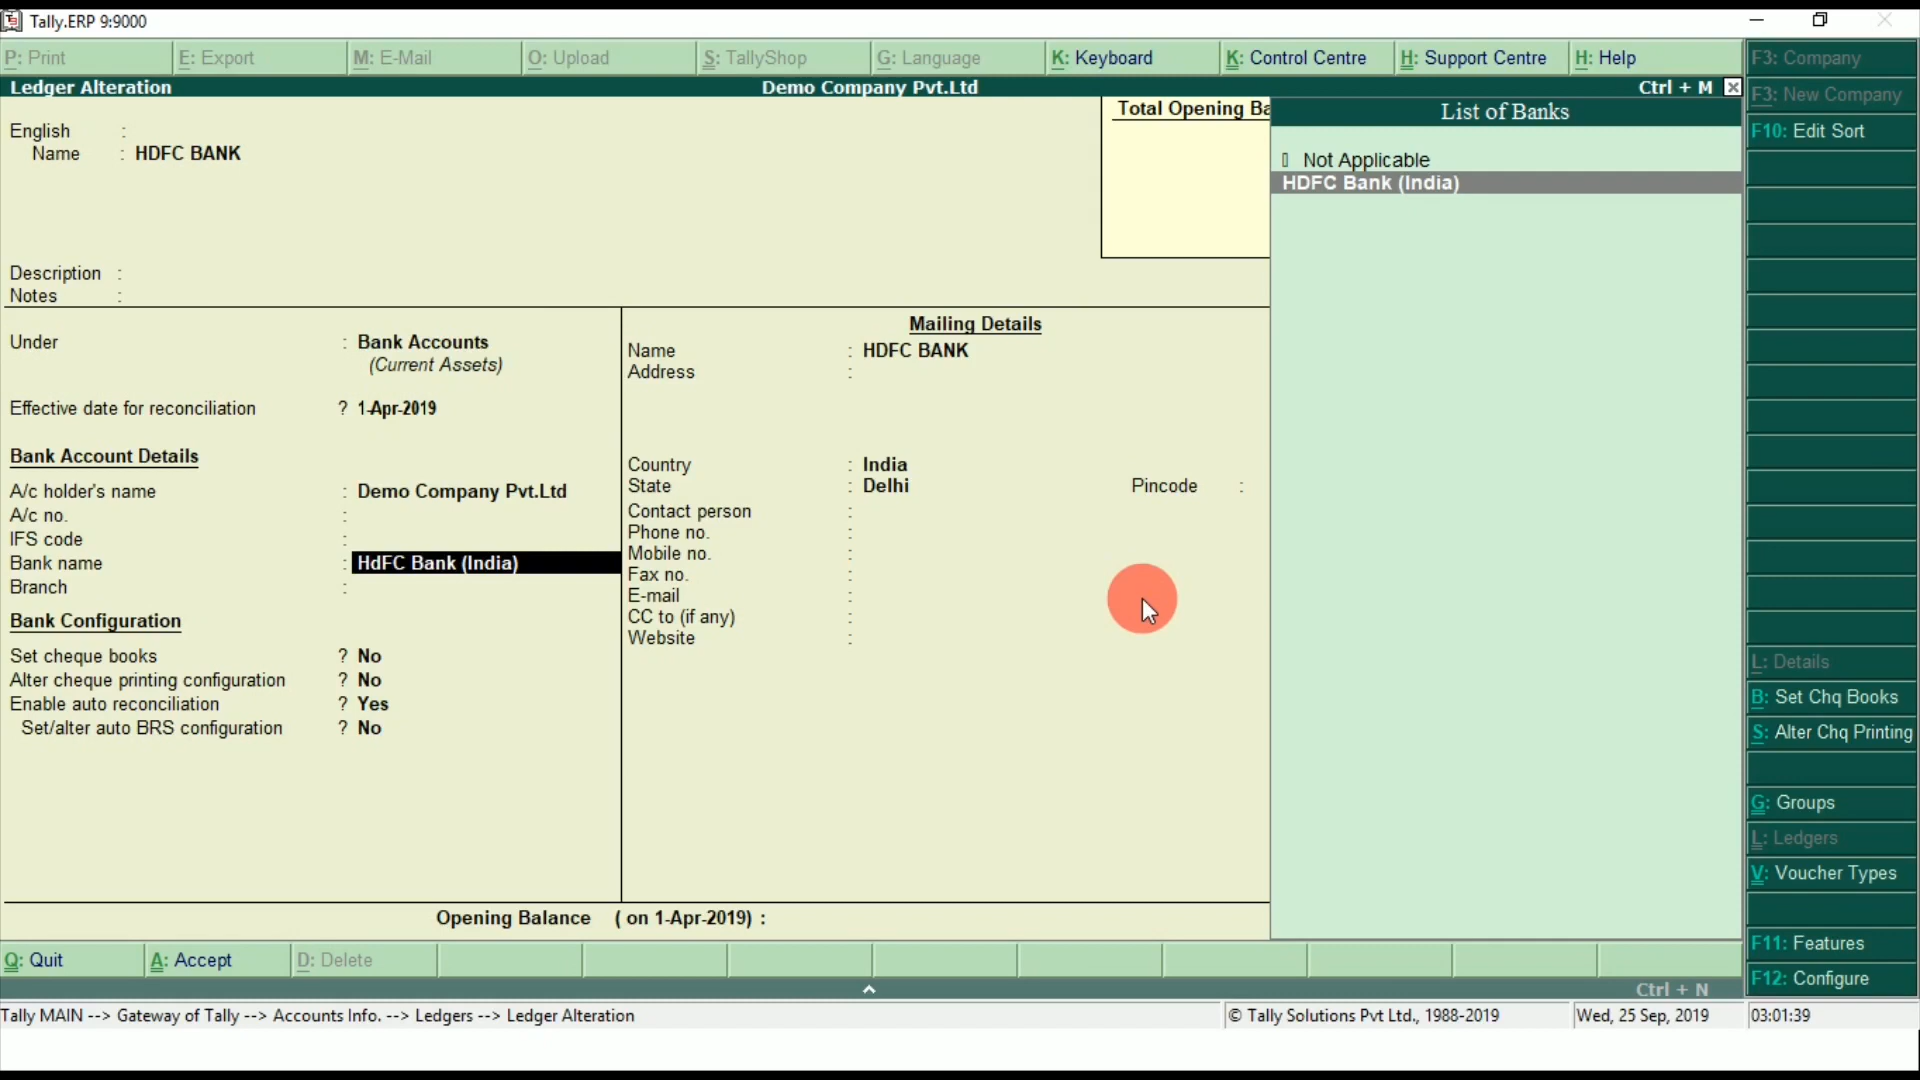 Tally.ERP 9:9000
P: Print E: Export M: E-Mail O: Upload S: TallyShop G: Language K: Keyboard K: Control Centre H: Support Centre H: Help F3: Company
Ledger Alteration Demo Company Pvt.Ltd Ctrl + M
F3: New Company
Total Opening Ba
List of Banks
English :
F10: Edit Sort
Name : HDFC BANK
Not Applicable
HDFC Bank (India)
Description :
Notes :
Mailing Details
Under : Bank Accounts
(Current Assets)
Name : HDFC BANK
Address :
Effective date for reconciliation ? 1-Apr-2019
Bank Account Details
Country : India
State : Delhi Pincode :
A/c holder's name : Demo Company Pvt.Ltd
A/c no. :
IFS code :
Bank name : HdFC Bank (India)
Branch :
Contact person :
Phone no. :
Mobile no. :
Fax no. :
E-mail :
CC to (if any) :
Website :
Bank Configuration
Set cheque books ? No
Alter cheque printing configuration ? No
Enable auto reconciliation ? Yes
Set/alter auto BRS configuration ? No
L: Details
B: Set Chq Books
S: Alter Chq Printing
G: Groups
L: Ledgers
V: Voucher Types
Opening Balance ( on 1-Apr-2019) :
F11: Features
Q: Quit A: Accept D: Delete
F12: Configure
Ctrl + N
Tally MAIN --> Gateway of Tally --> Accounts Info. --> Ledgers --> Ledger Alteration © Tally Solutions Pvt Ltd., 1988-2019 Wed, 25 Sep, 2019 03:01:39